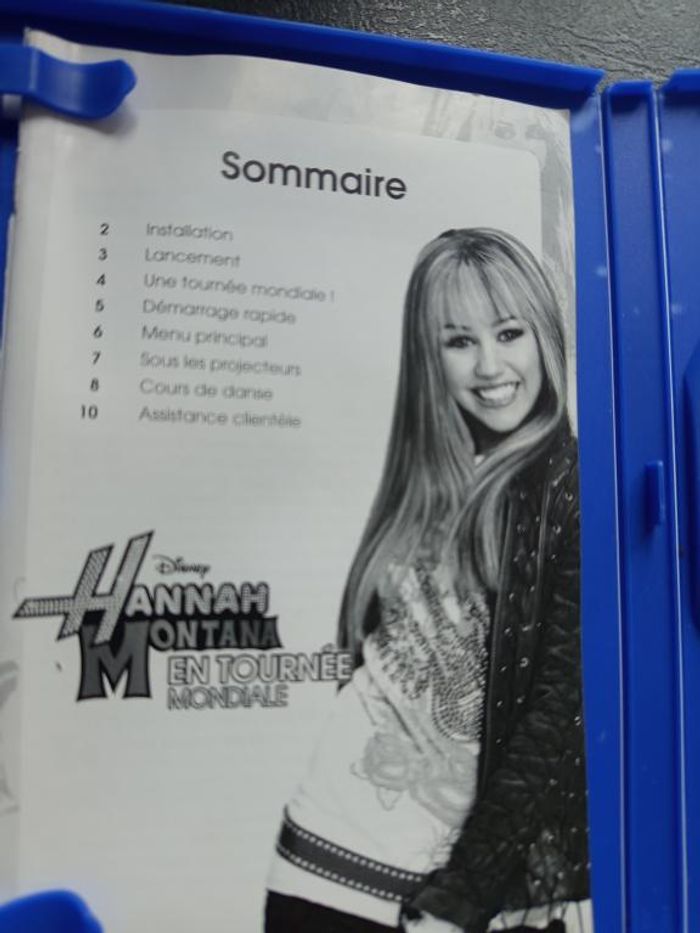 Sommaire
2 Installation
3 Lancement
4 Une tournée mondiale !
5 Démarrage rapide
6 Menu principal
7 Sous les projecteurs
8 Cours de danse
10 Assistance clientèle
Disney
HANNAH
MONTANA
EN TOURNÉE
MONDIALE